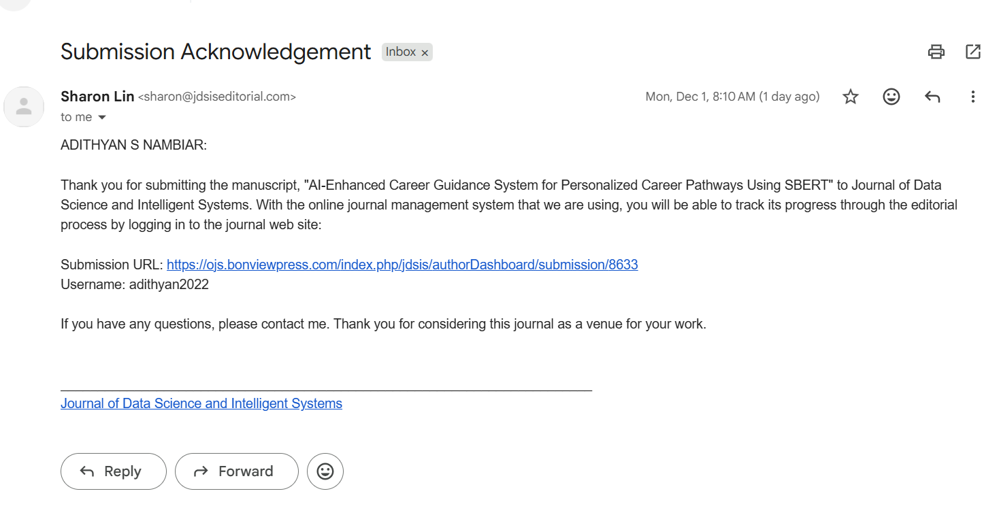 Submission Acknowledgement Inbox ×
Sharon Lin <sharon@jdsiseditorial.com> Mon, Dec 1, 8:10 AM (1 day ago)
to me
ADITHYAN S NAMBIAR:
Thank you for submitting the manuscript, "AI-Enhanced Career Guidance System for Personalized Career Pathways Using SBERT" to Journal of Data
Science and Intelligent Systems. With the online journal management system that we are using, you will be able to track its progress through the editorial
process by logging in to the journal web site:
Submission URL: https://ojs.bonviewpress.com/index.php/jdsis/authorDashboard/submission/8633
Username: adithyan2022
If you have any questions, please contact me. Thank you for considering this journal as a venue for your work.
Journal of Data Science and Intelligent Systems
Reply Forward